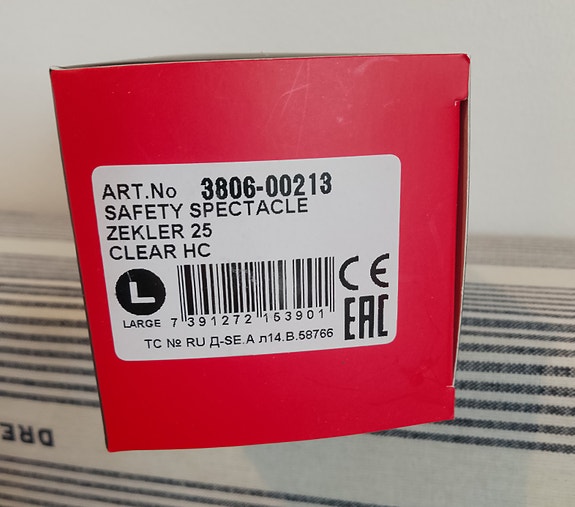 ART.No 3806-00213
SAFETY SPECTACLE
ZEKLER 25
CLEAR HC
L
LARGE
7 391272 153901
CE
EAC
TC № RU Д-SE.A л14.B.58766
DRE